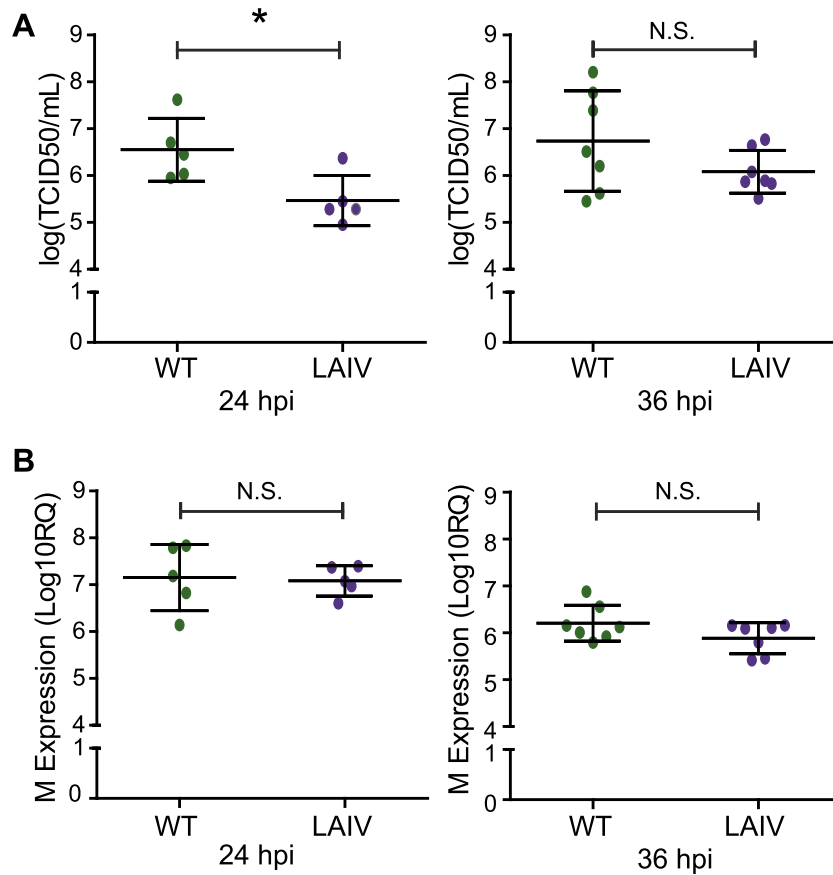 A
*
N.S.
log(TCID50/mL)
9
8
7
6
5
4
1
0
WT
LAIV
24 hpi
log(TCID50/mL)
9
8
7
6
5
4
1
0
WT
LAIV
36 hpi
B
N.S.
N.S.
M Expression (Log10RQ)
9
8
7
6
5
4
1
0
WT
LAIV
24 hpi
M Expression (Log10RQ)
9
8
7
6
5
4
1
0
WT
LAIV
36 hpi